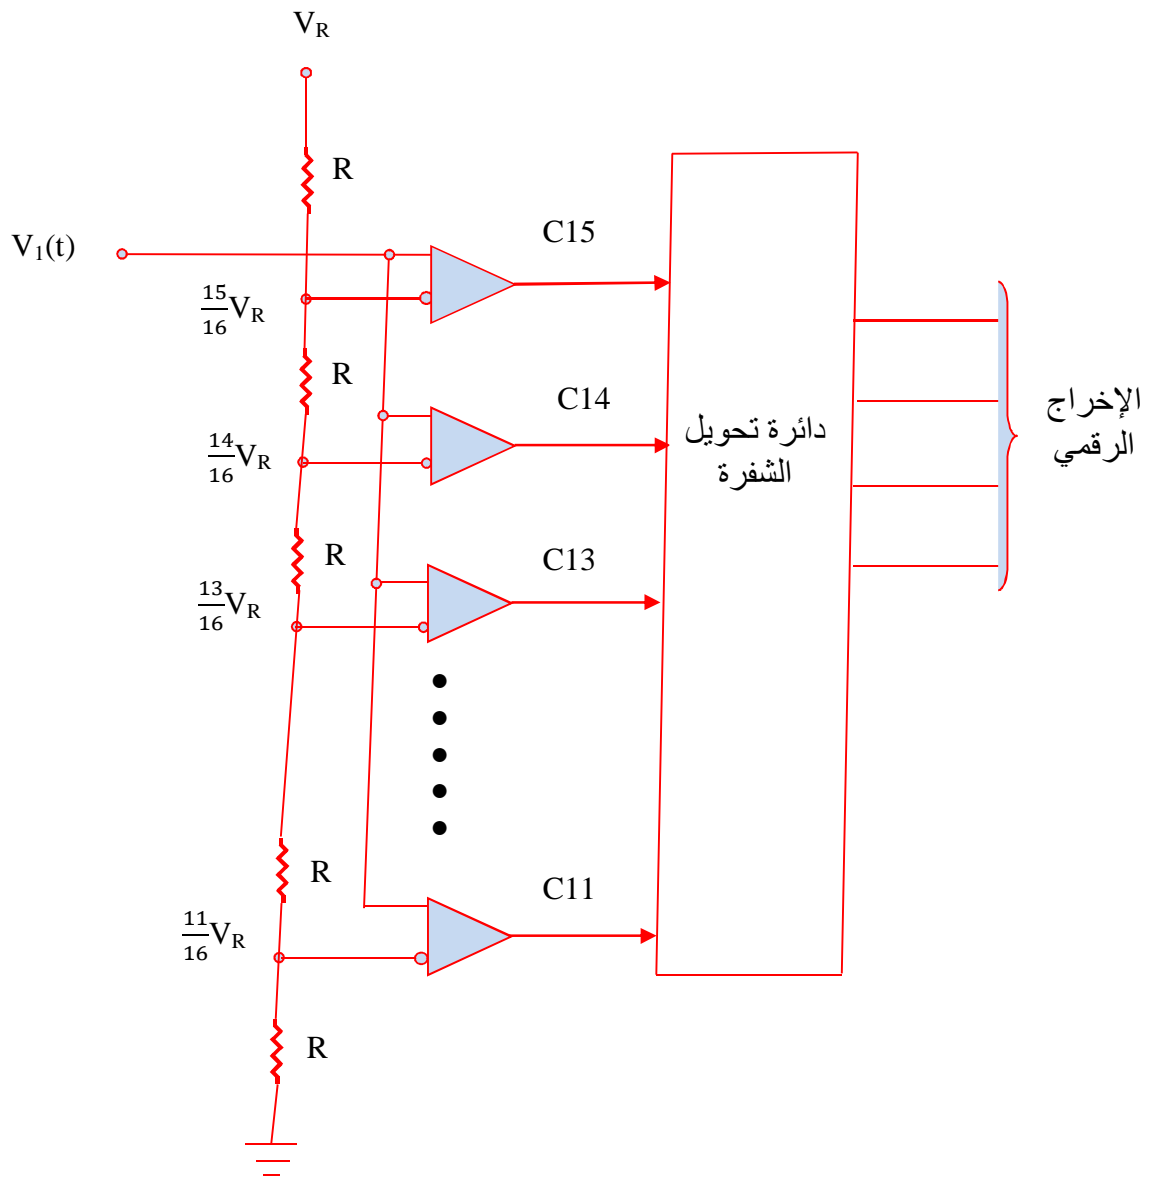 V_R
R
V_1(t)
C15
15/16 V_R
R
C14
14/16 V_R
R
C13
13/16 V_R
دائرة تحويل
الشفرة
الإخراج
الرقمي
R
C11
11/16 V_R
R